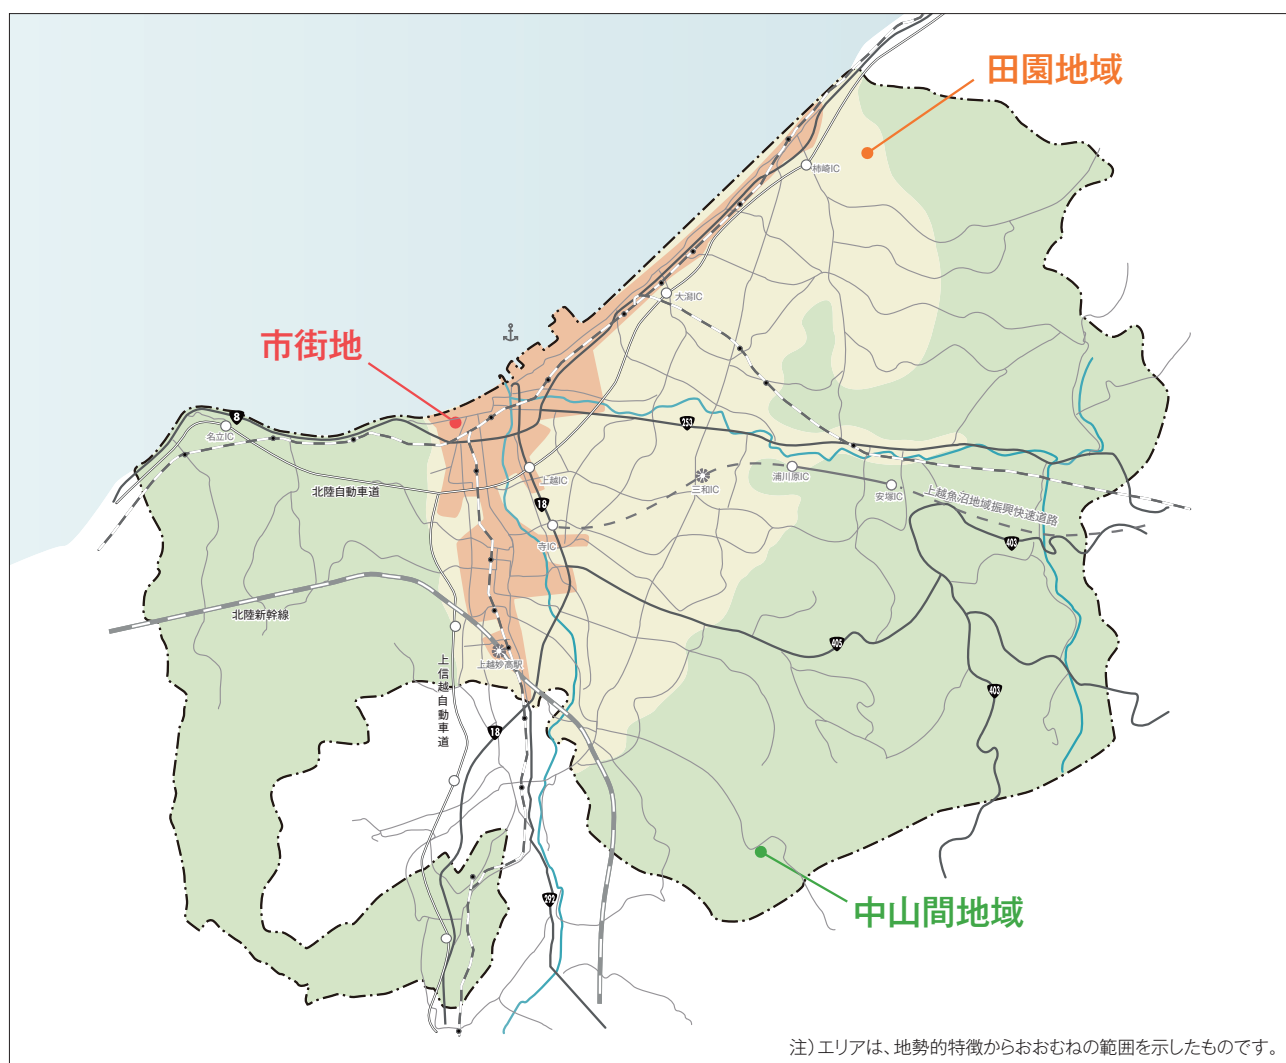 田園地域
柿崎IC
大潟IC
市街地
8
名立IC
253
上越IC
三和IC
浦川原IC
安塚IC
北陸自動車道
18
上越魚沼地域振興快速道路
寺IC
403
北陸新幹線
405
上越妙高駅
上信越自動車道
403
18
292
中山間地域
注）エリアは、地勢的特徴からおおむねの範囲を示したものです。